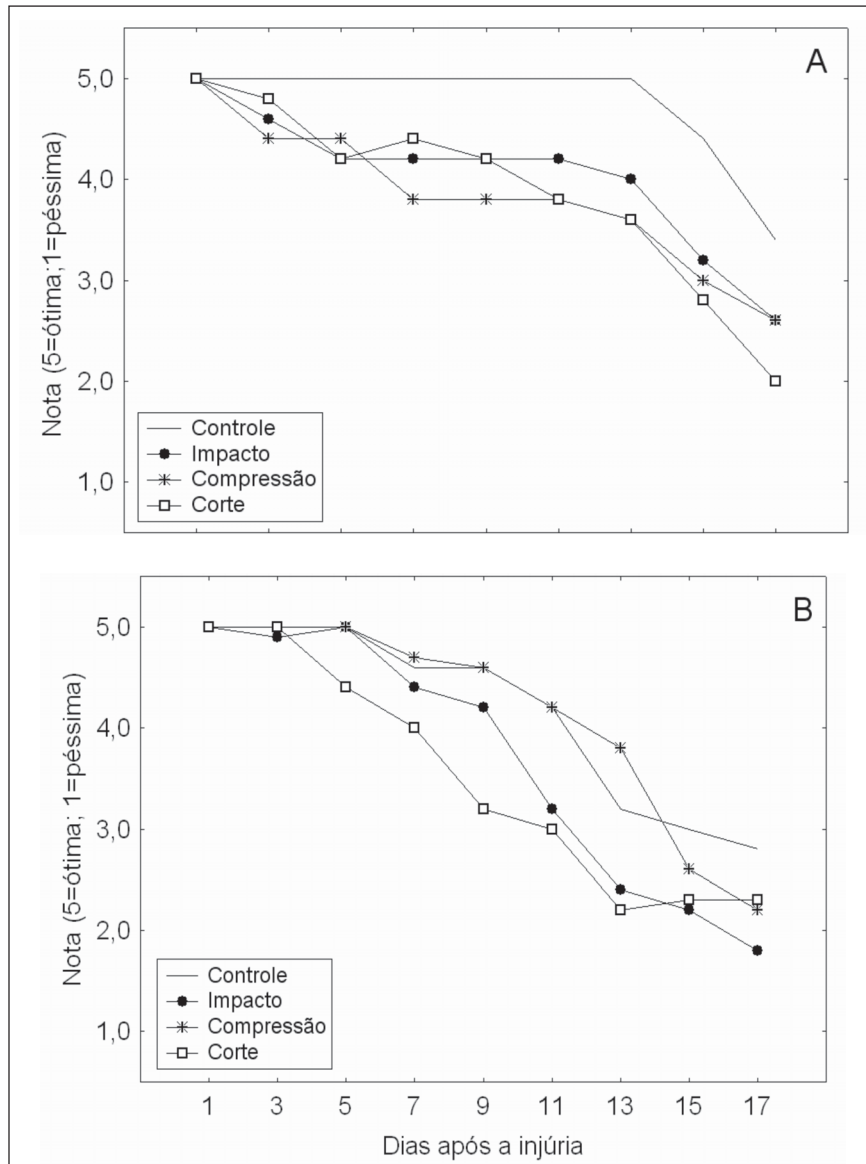 A
Nota (5=ótima;1=péssima)
5,0
4,0
3,0
2,0
1,0
Controle
Impacto
Compressão
Corte
B
Nota (5=ótima; 1=péssima)
5,0
4,0
3,0
2,0
1,0
Controle
Impacto
Compressão
Corte
1 3 5 7 9 11 13 15 17
Dias após a injúria